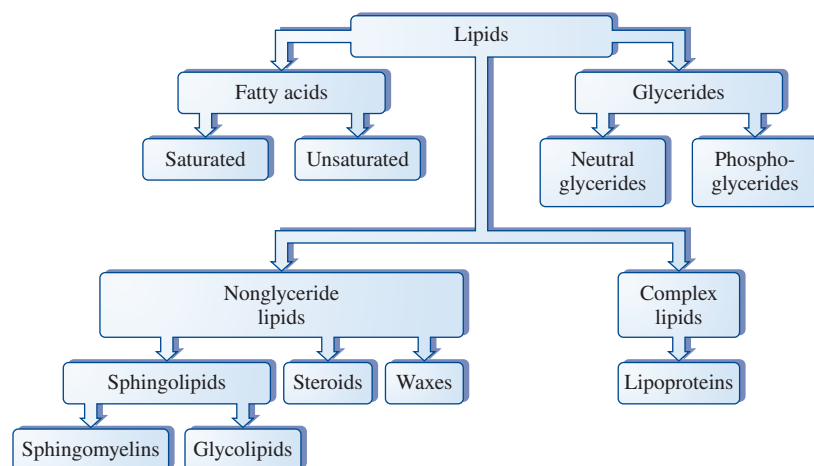 Lipids
Fatty acids
Glycerides
Saturated
Unsaturated
Neutral
glycerides
Phospho-
glycerides
Nonglyceride
lipids
Complex
lipids
Sphingolipids
Steroids
Waxes
Lipoproteins
Sphingomyelins
Glycolipids